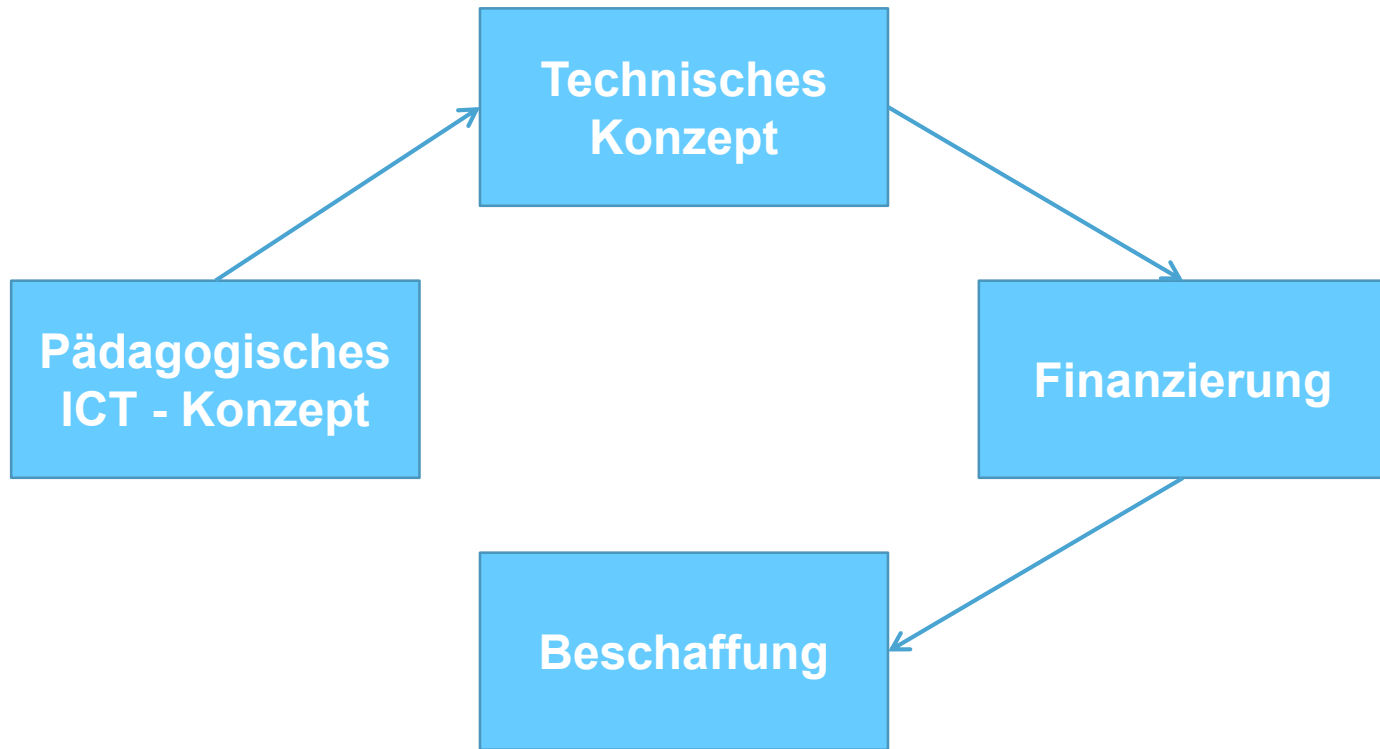 Technisches
Konzept
Pädagogisches
ICT - Konzept
Finanzierung
Beschaffung